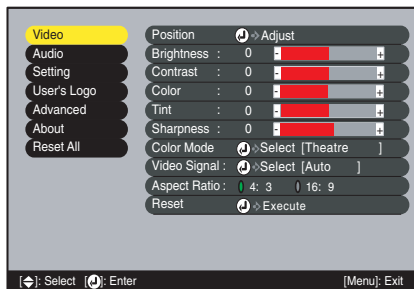 Video
Audio
Setting
User's Logo
Advanced
About
Reset All
Position Adjust
Brightness : 0 - +
Contrast : 0 - +
Color : 0 - +
Tint : 0 - +
Sharpness : 0 - +
Color Mode Select [Theatre ]
Video Signal : Select [Auto ]
Aspect Ratio : 4: 3 16: 9
Reset Execute
[ ]: Select [ ]: Enter [Menu]: Exit